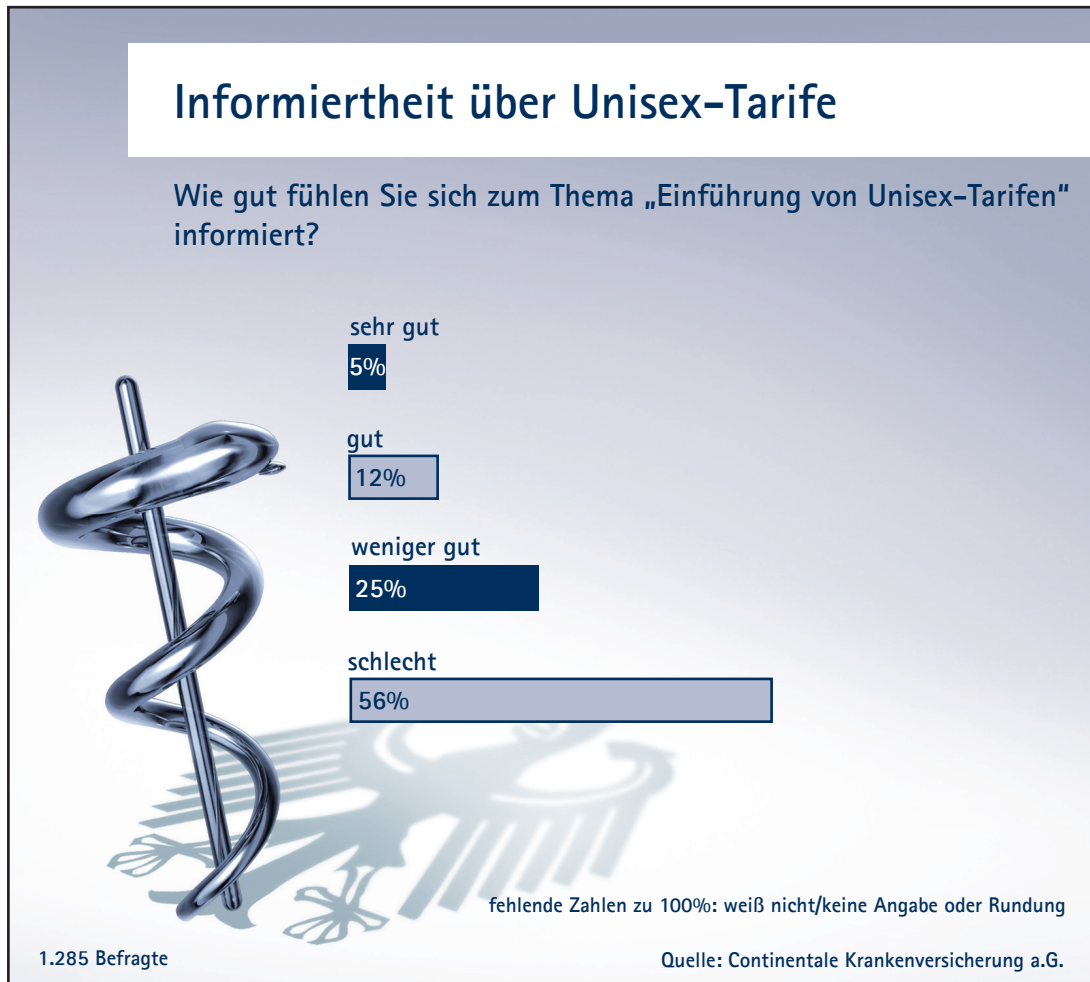 Informiertheit über Unisex-Tarife
Wie gut fühlen Sie sich zum Thema „Einführung von Unisex-Tarifen“
informiert?
sehr gut
5%
gut
12%
weniger gut
25%
schlecht
56%
fehlende Zahlen zu 100%: weiß nicht/keine Angabe oder Rundung
1.285 Befragte
Quelle: Continentale Krankenversicherung a.G.